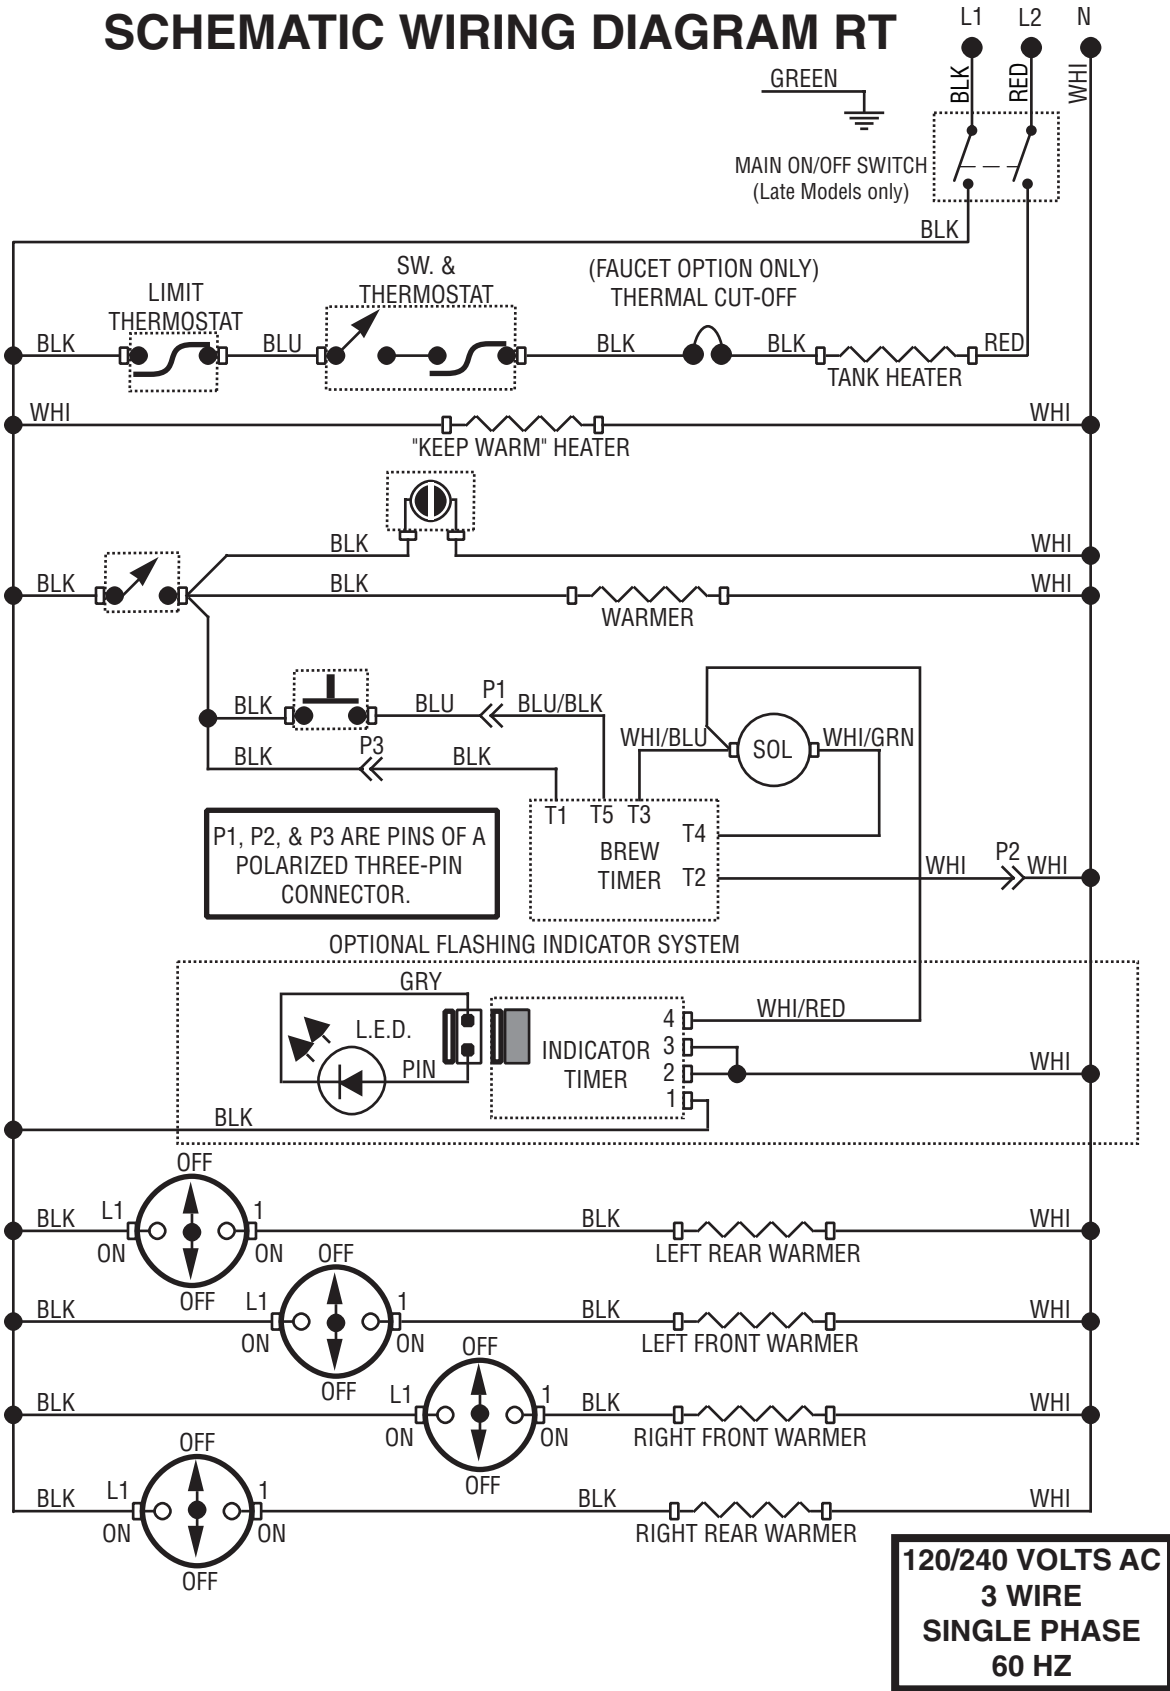 SCHEMATIC WIRING DIAGRAM RT
L1 L2 N
BLK RED WHI
GREEN
MAIN ON/OFF SWITCH
(Late Models only)
BLK
LIMIT
THERMOSTAT
SW. &
THERMOSTAT
(FAUCET OPTION ONLY)
THERMAL CUT-OFF
BLK BLU BLK BLK RED
TANK HEATER
WHI WHI
"KEEP WARM" HEATER
BLK WHI
BLK BLK WHI
WARMER
BLK BLU P1 BLU/BLK
WHI/BLU SOL WHI/GRN
BLK P3 BLK
T1 T5 T3
T4
BREW
TIMER
T2
WHI P2 WHI
P1, P2, & P3 ARE PINS OF A
POLARIZED THREE-PIN
CONNECTOR.
OPTIONAL FLASHING INDICATOR SYSTEM
GRY
L.E.D.
PIN
INDICATOR
TIMER
4
3
2
1
WHI/RED
WHI
BLK
OFF
BLK L1 1 BLK WHI
ON ON
LEFT REAR WARMER
OFF
OFF
BLK L1 1 BLK WHI
ON ON
LEFT FRONT WARMER
OFF
OFF
BLK L1 1 BLK WHI
ON ON
RIGHT FRONT WARMER
OFF
OFF
BLK L1 1 BLK WHI
ON ON
RIGHT REAR WARMER
OFF
120/240 VOLTS AC
3 WIRE
SINGLE PHASE
60 HZ